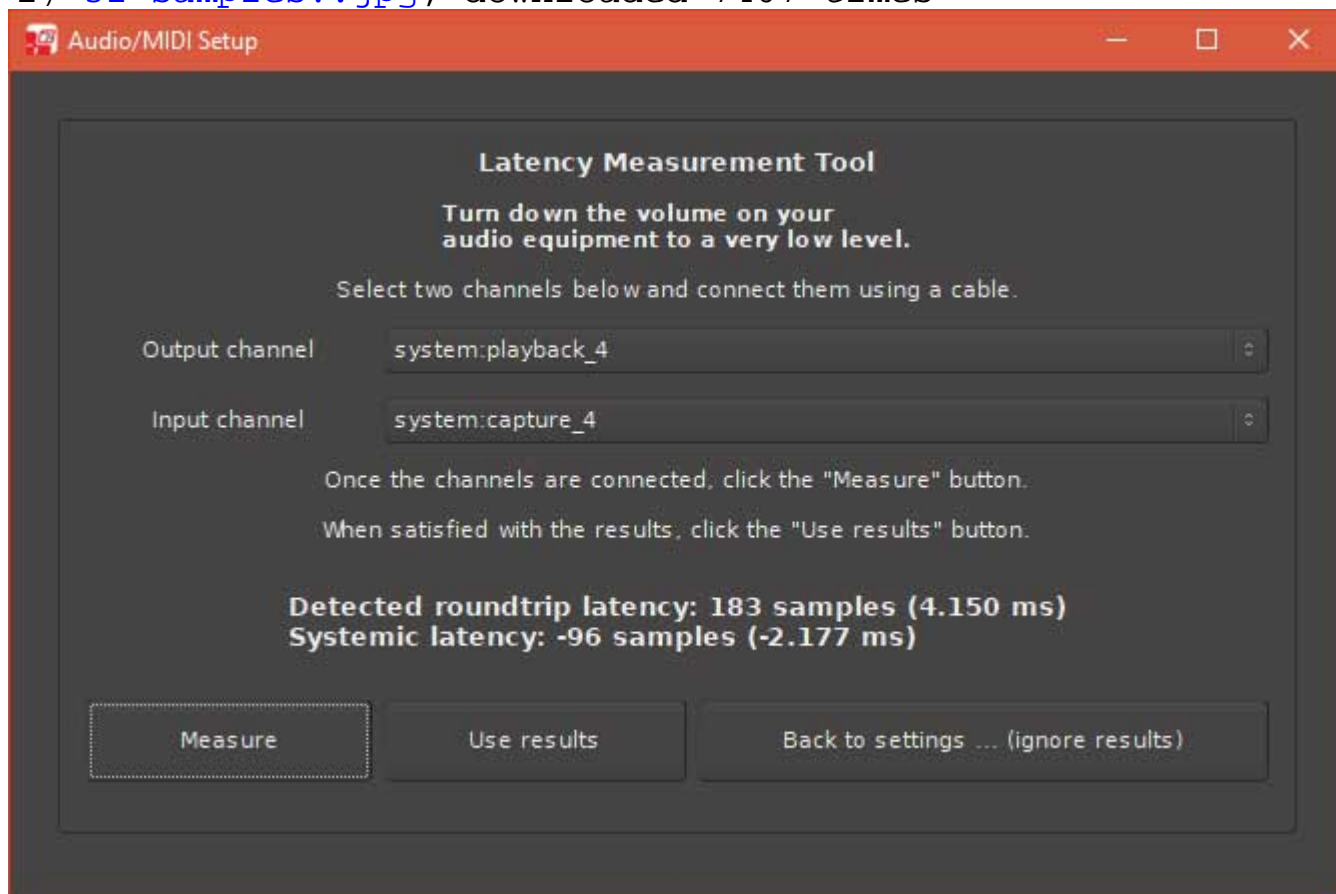 Audio/MIDI Setup
Latency Measurement Tool
Turn down the volume on your
audio equipment to a very low level.
Select two channels below and connect them using a cable.
Output channel system:playback_4
Input channel system:capture_4
Once the channels are connected, click the "Measure" button.
When satisfied with the results, click the "Use results" button.
Detected roundtrip latency: 183 samples (4.150 ms)
Systemic latency: -96 samples (-2.177 ms)
Measure Use results Back to settings ... (ignore results)